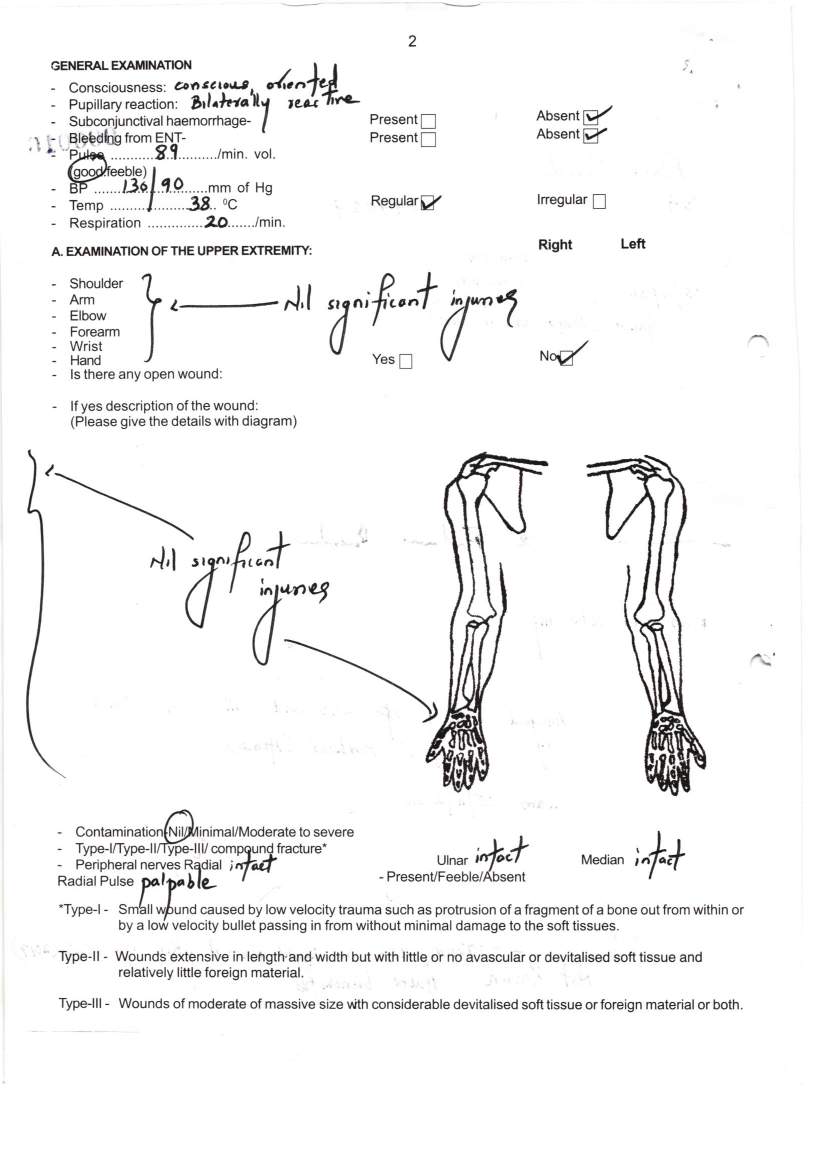 2
GENERAL EXAMINATION
- Consciousness: conscious, oriented
- Pupillary reaction: Bilaterally reactive
- Subconjunctival haemorrhage- Present Absent
- Bleeding from ENT- Present Absent
- Pulse ..........89........../min. vol.
(good/feeble)
- BP .......130/90.......mm of Hg
- Temp ..................38.. °C Regular Irregular
- Respiration ..............20......./min.
A. EXAMINATION OF THE UPPER EXTREMITY: Right Left
- Shoulder
- Arm Nil significant injuries
- Elbow
- Forearm
- Wrist
- Hand Yes No
- Is there any open wound:
- If yes description of the wound:
(Please give the details with diagram)
Nil significant
injuries
- Contamination-Nil/Minimal/Moderate to severe
- Type-I/Type-II/Type-III/ compound fracture*
- Peripheral nerves Radial intact Ulnar intact Median intact
Radial Pulse palpable - Present/Feeble/Absent
*Type-I - Small wound caused by low velocity trauma such as protrusion of a fragment of a bone out from within or
by a low velocity bullet passing in from without minimal damage to the soft tissues.
Type-II - Wounds extensive in length and width but with little or no avascular or devitalised soft tissue and
relatively little foreign material.
Type-III - Wounds of moderate of massive size with considerable devitalised soft tissue or foreign material or both.